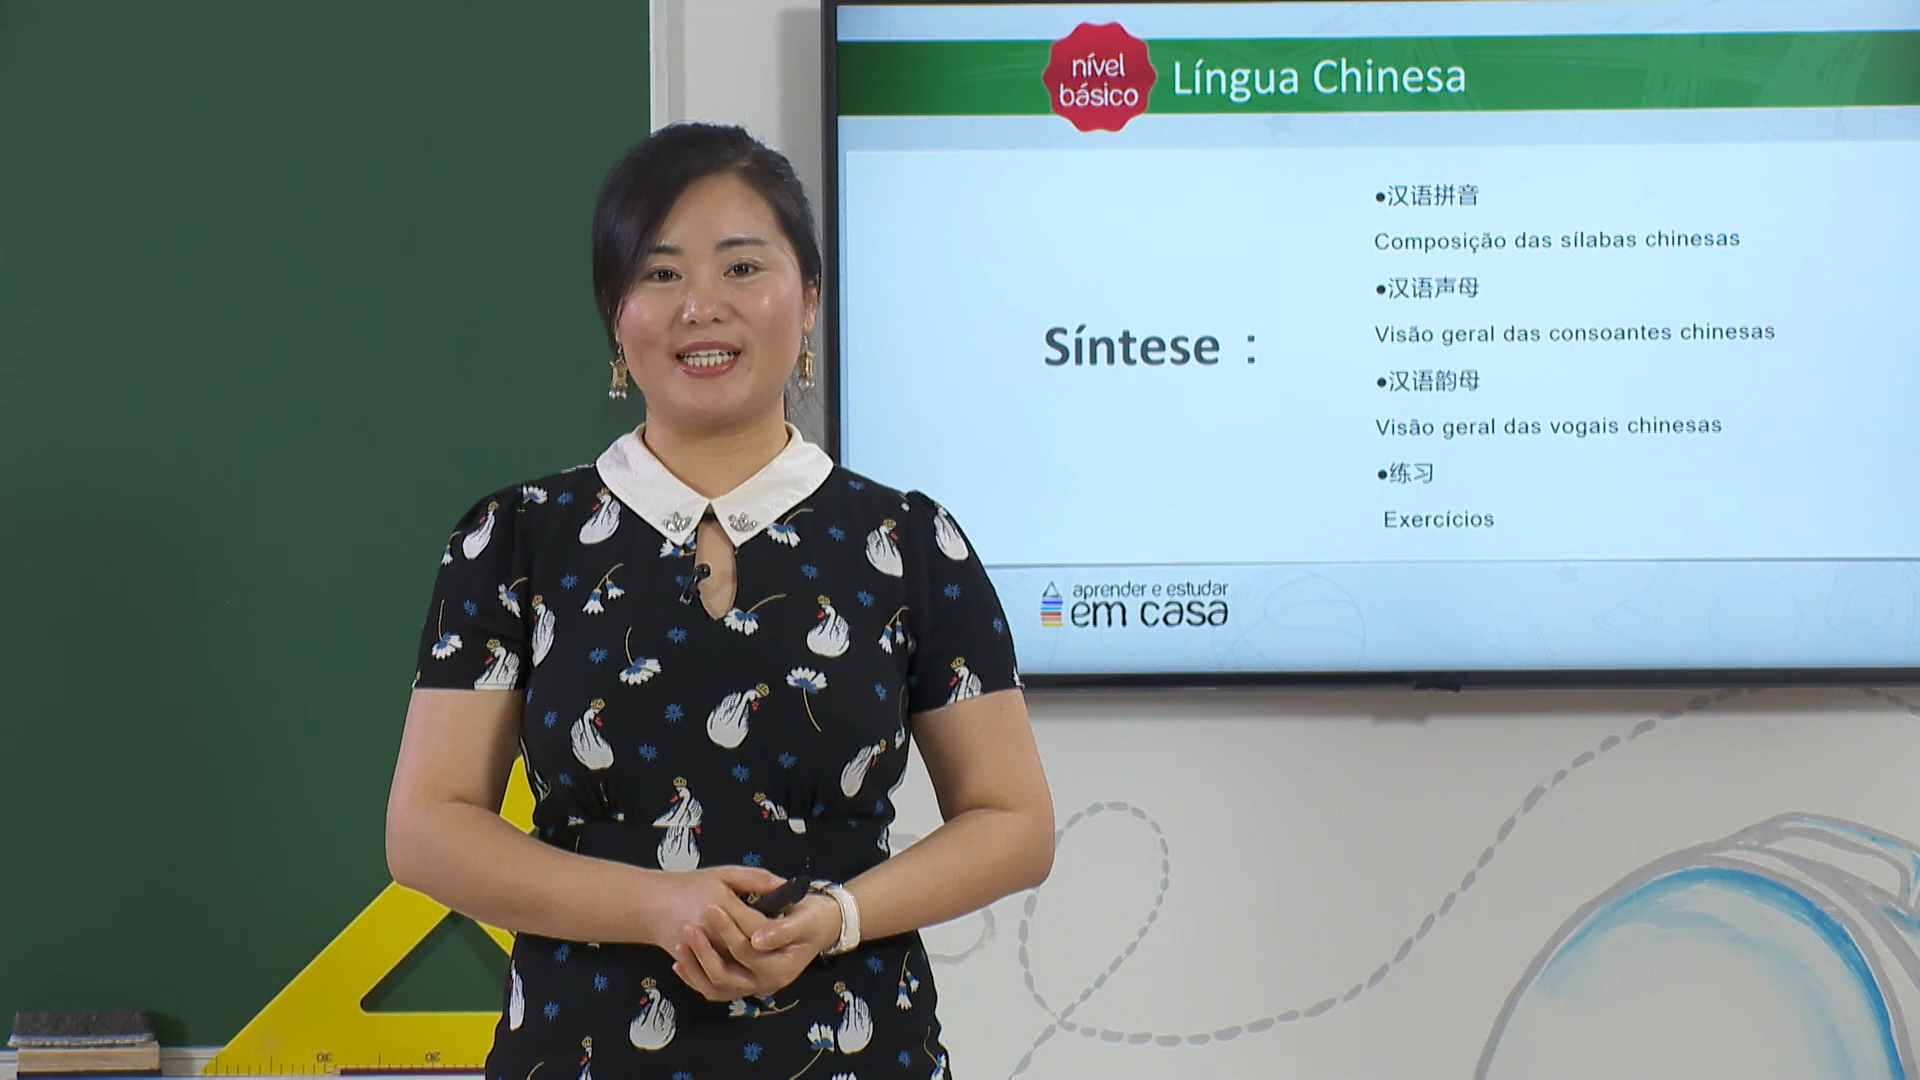 nível
básico
Língua Chinesa
Síntese :
●汉语拼音
Composição das sílabas chinesas
●汉语声母
Visão geral das consoantes chinesas
●汉语韵母
Visão geral das vogais chinesas
●练习
Exercícios
aprender e estudar
em casa
30
20